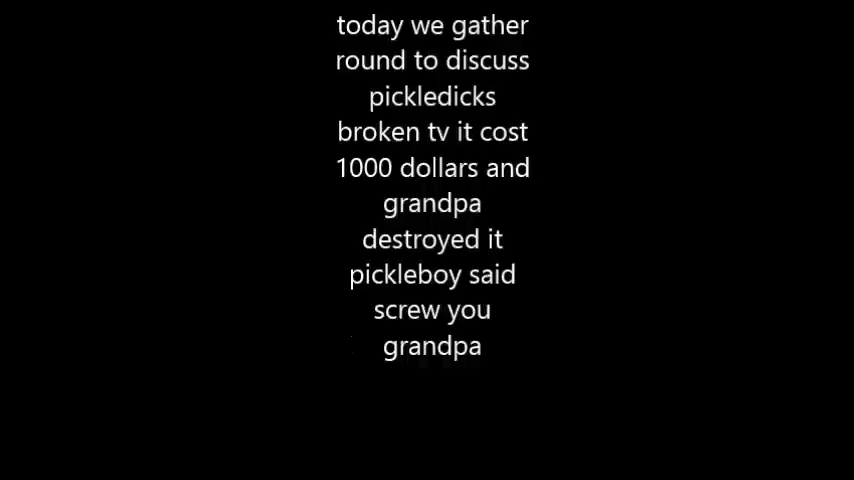 today we gather
round to discuss
pickledicks
broken tv it cost
1000 dollars and
grandpa
destroyed it
pickleboy said
screw you
grandpa